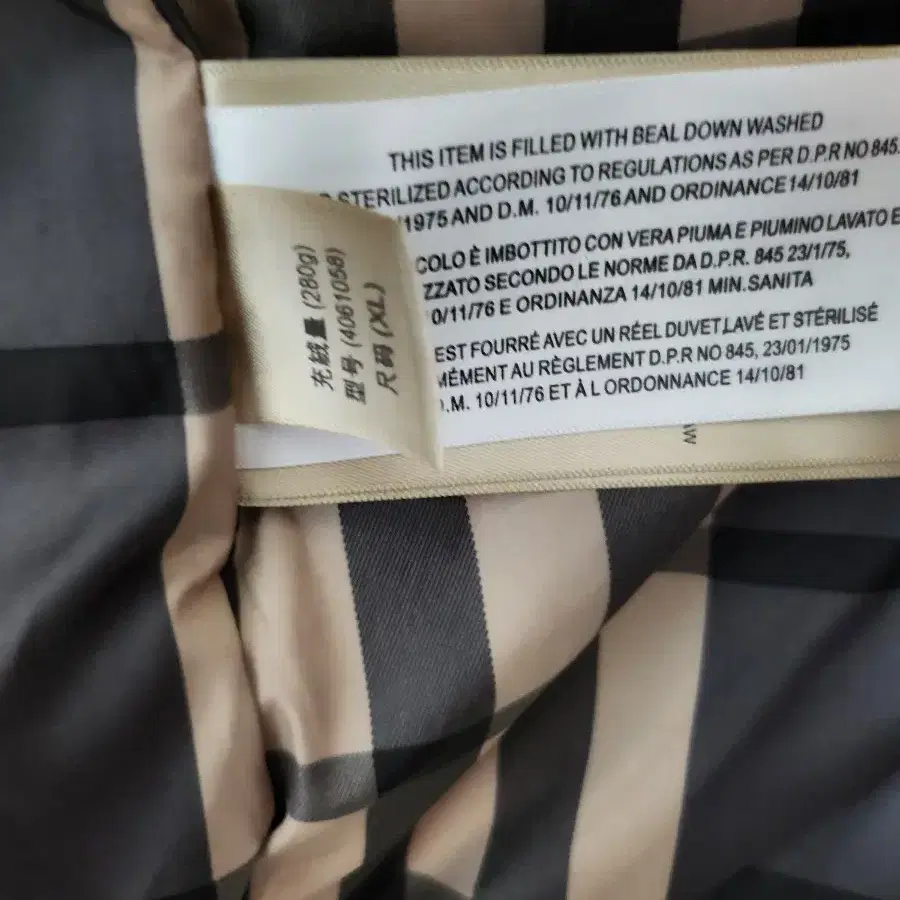 THIS ITEM IS FILLED WITH BEAL DOWN WASHED
STERILIZED ACCORDING TO REGULATIONS AS PER D.P.R NO 845.
/1975 AND D.M. 10/11/76 AND ORDINANCE 14/10/81
COLO È IMBOTTITO CON VERA PIUMA E PIUMINO LAVATO E
ZZATO SECONDO LE NORME DA D.P.R. 845 23/1/75,
0/11/76 E ORDINANZA 14/10/81 MIN.SANITA
EST FOURRÉ AVEC UN RÉEL DUVET,LAVÉ ET STÉRILISÉ
MÉMENT AU RÈGLEMENT D.P.R NO 845, 23/01/1975
.M. 10/11/76 ET À L ORDONNANCE 14/10/81
充绒量 (280g)
型号 (4061058)
尺码 (XL)